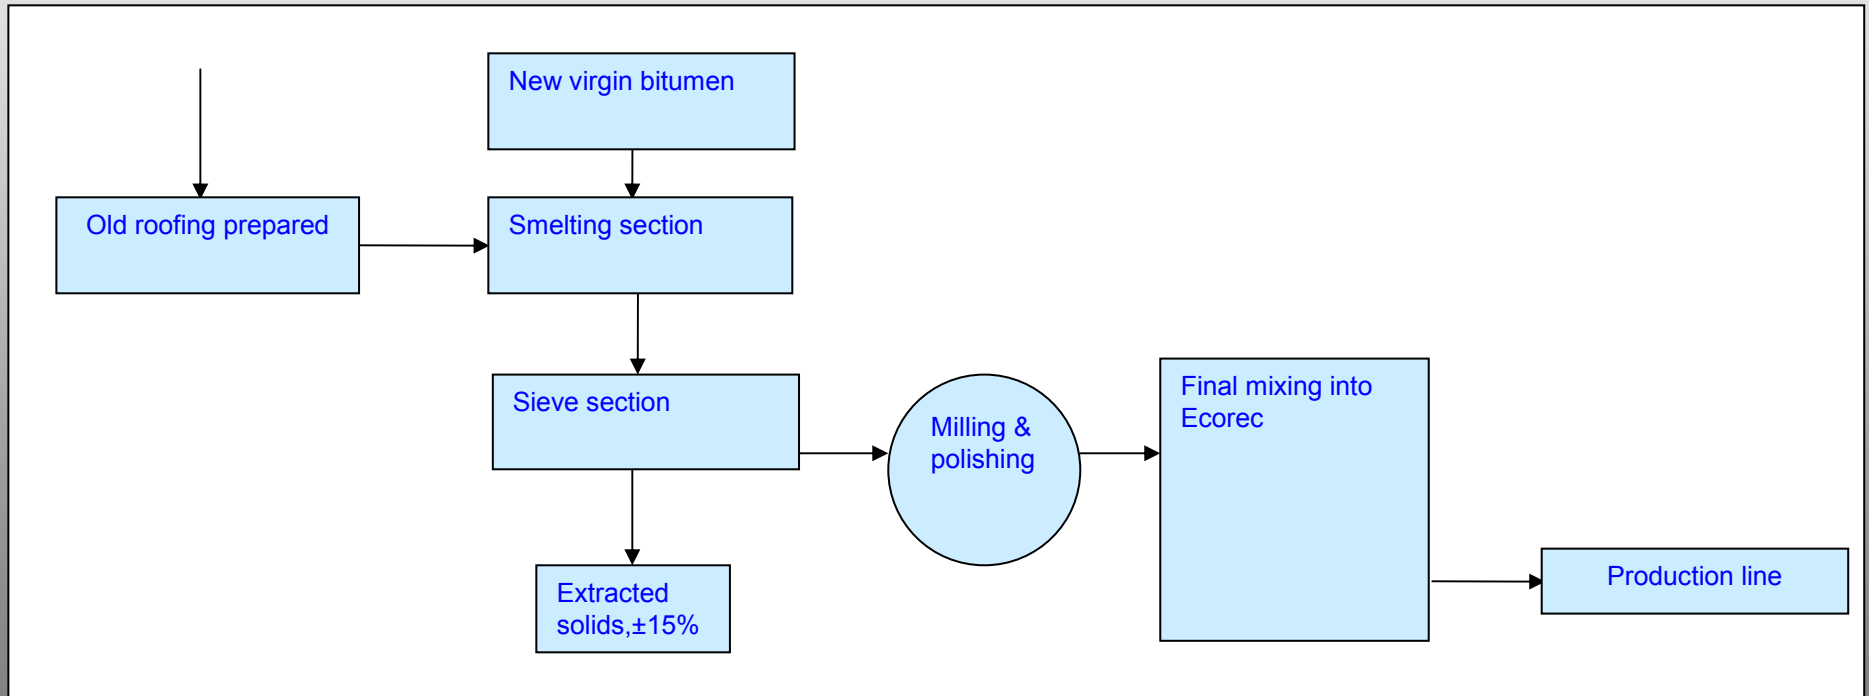 New virgin bitumen
Old roofing prepared
Smelting section
Sieve section
Milling &
polishing
Final mixing into
Ecorec
Extracted
solids,±15%
Production line